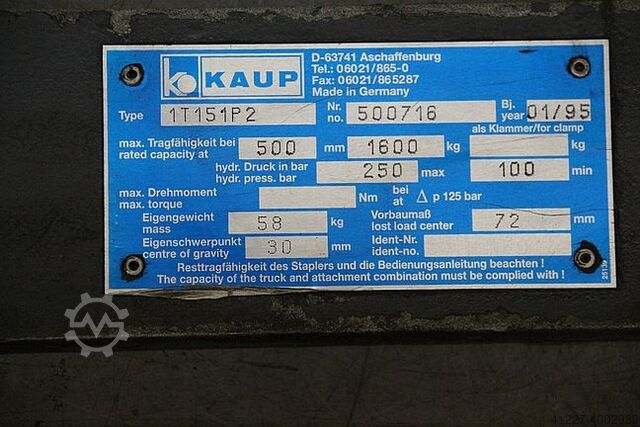 KAUP
D-63741 Aschaffenburg
Tel.: 06021/865-0
Fax: 06021/865287
Made in Germany
Type 1T151P2 Nr. no. 500716 Bj. year 01/95
als Klammer/for clamp
max. Tragfähigkeit bei
rated capacity at 500 mm 1600 kg kg
hydr. Druck in bar
hydr. press. bar 250 max 100 min
max. Drehmoment
max. torque Nm bei at Δ p 125 bar
Eigengewicht
mass 58 kg
Vorbaumaß
lost load center 72 mm
Eigenschwerpunkt
centre of gravity 30 mm
Ident-Nr.
ident-no.
Resttragfähigkeit des Staplers und die Bedienungsanleitung beachten !
The capacity of the truck and attachment combination must be complied with !